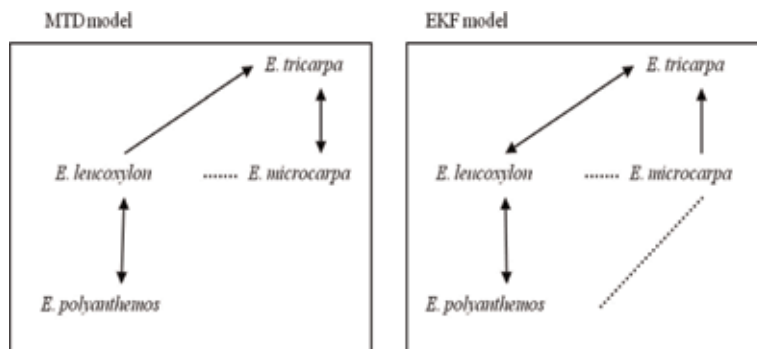 MTD model
E. tricarpa
E. leucoxylon
E. microcarpa
E. polyanthemos
EKF model
E. tricarpa
E. leucoxylon
E. microcarpa
E. polyanthemos